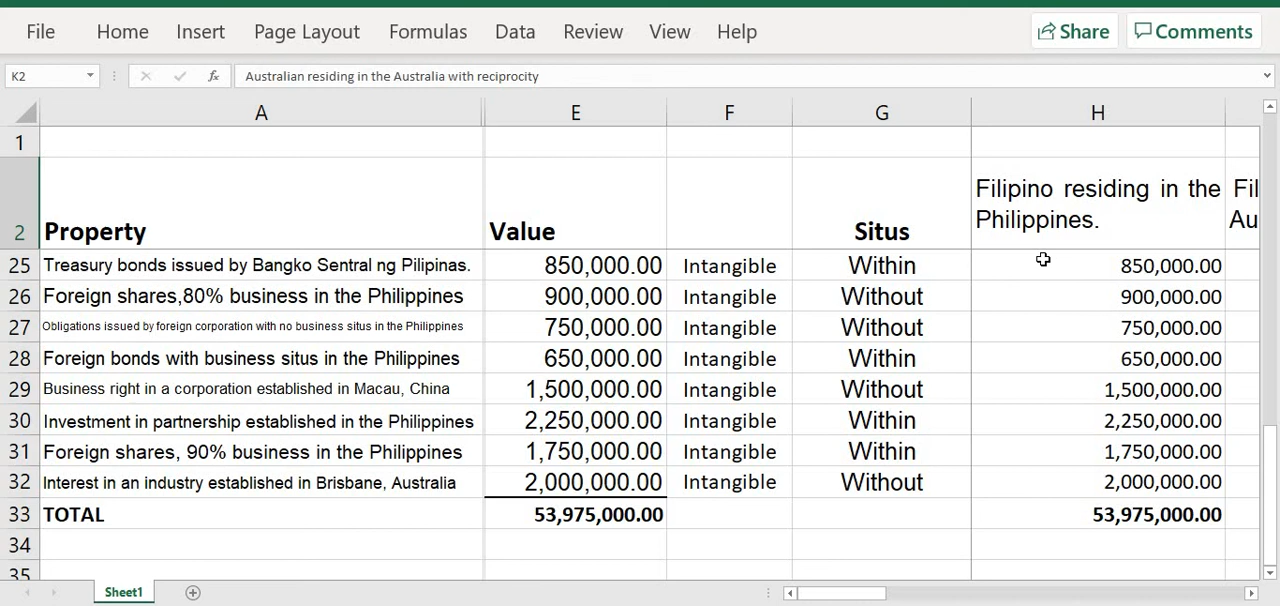 File Home Insert Page Layout Formulas Data Review View Help Share Comments
K2 fx Australian residing in the Australia with reciprocity
A E F G H
1
Filipino residing in the Fil
2 Property Value Situs Philippines. Au
25 Treasury bonds issued by Bangko Sentral ng Pilipinas. 850,000.00 Intangible Within 850,000.00
26 Foreign shares,80% business in the Philippines 900,000.00 Intangible Without 900,000.00
27 Obligations issued by foreign corporation with no business situs in the Philippines 750,000.00 Intangible Without 750,000.00
28 Foreign bonds with business situs in the Philippines 650,000.00 Intangible Within 650,000.00
29 Business right in a corporation established in Macau, China 1,500,000.00 Intangible Without 1,500,000.00
30 Investment in partnership established in the Philippines 2,250,000.00 Intangible Within 2,250,000.00
31 Foreign shares, 90% business in the Philippines 1,750,000.00 Intangible Within 1,750,000.00
32 Interest in an industry established in Brisbane, Australia 2,000,000.00 Intangible Without 2,000,000.00
33 TOTAL 53,975,000.00 53,975,000.00
34
35
Sheet1